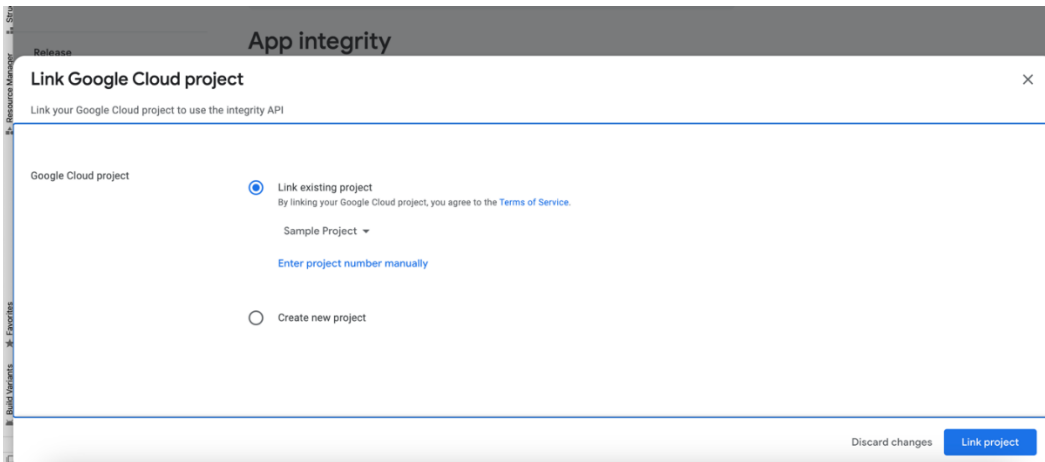 Stru
Resource Manager
Favorites
Build Variants
Release
App integrity
Link Google Cloud project
Link your Google Cloud project to use the integrity API
Google Cloud project
Link existing project
By linking your Google Cloud project, you agree to the Terms of Service.
Sample Project
Enter project number manually
Create new project
Discard changes
Link project